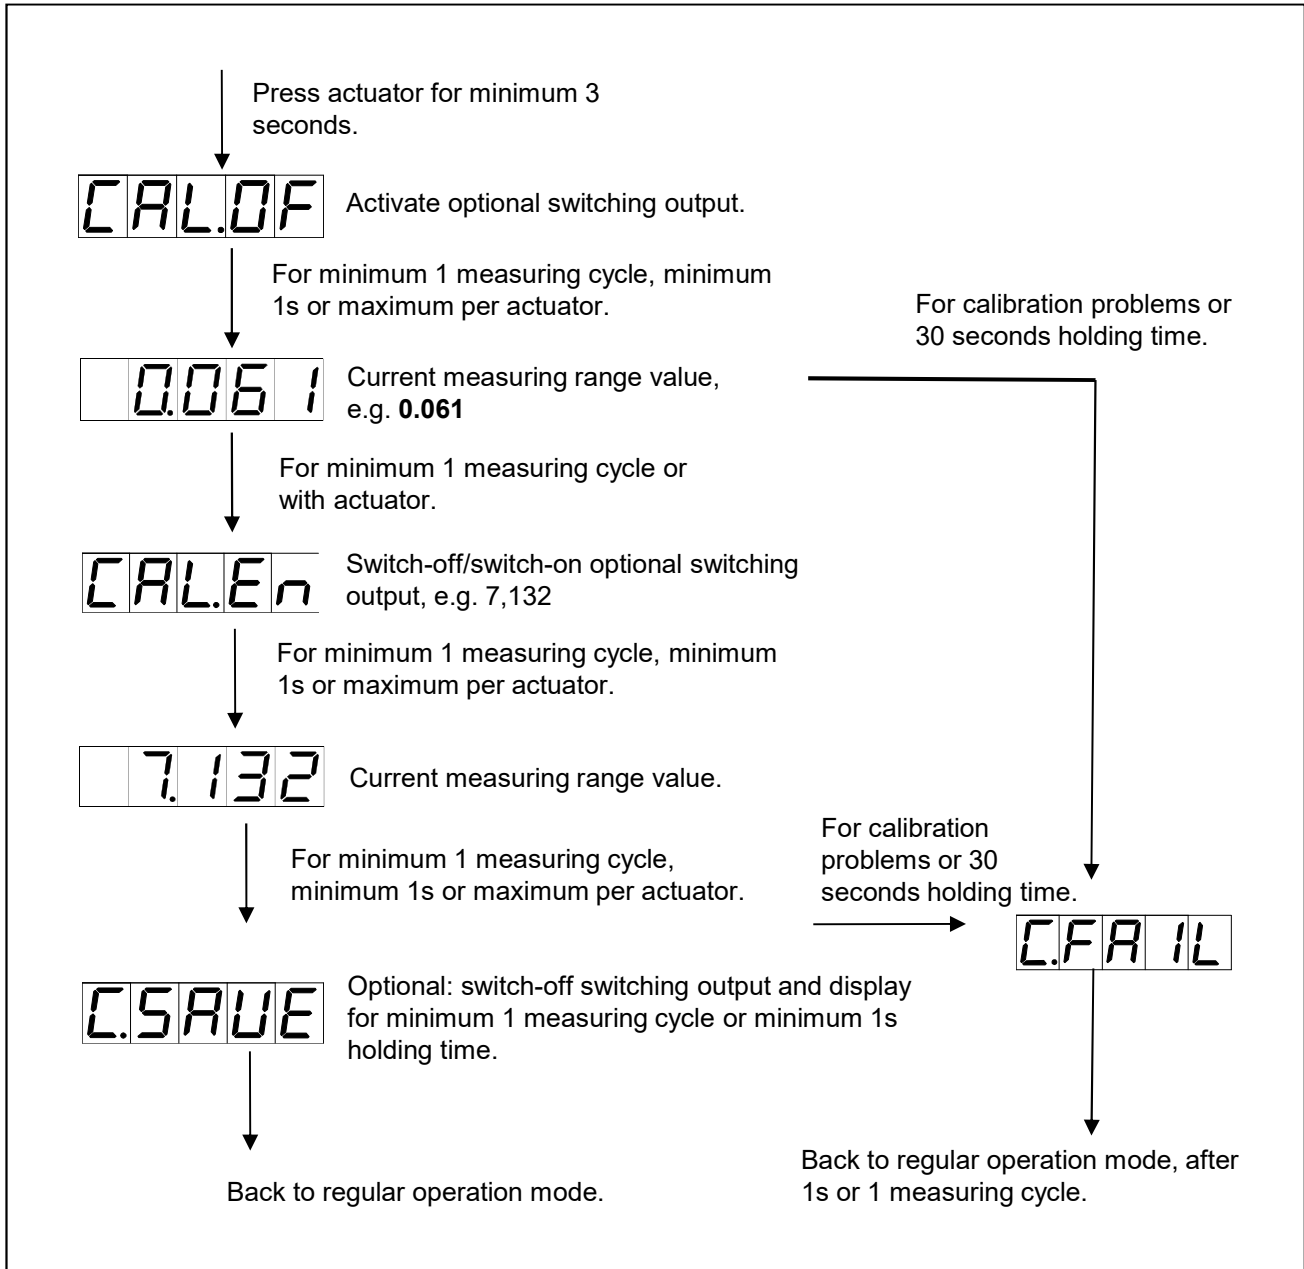 Press actuator for minimum 3
seconds.
CAL.OF
Activate optional switching output.
For minimum 1 measuring cycle, minimum
1s or maximum per actuator.
For calibration problems or
30 seconds holding time.
0.061
Current measuring range value,
e.g. 0.061
For minimum 1 measuring cycle or
with actuator.
CAL.En
Switch-off/switch-on optional switching
output, e.g. 7,132
For minimum 1 measuring cycle, minimum
1s or maximum per actuator.
7.132
Current measuring range value.
For minimum 1 measuring cycle,
minimum 1s or maximum per actuator.
For calibration
problems or 30
seconds holding time.
C.FAIL
C.SAVE
Optional: switch-off switching output and display
for minimum 1 measuring cycle or minimum 1s
holding time.
Back to regular operation mode.
Back to regular operation mode, after
1s or 1 measuring cycle.